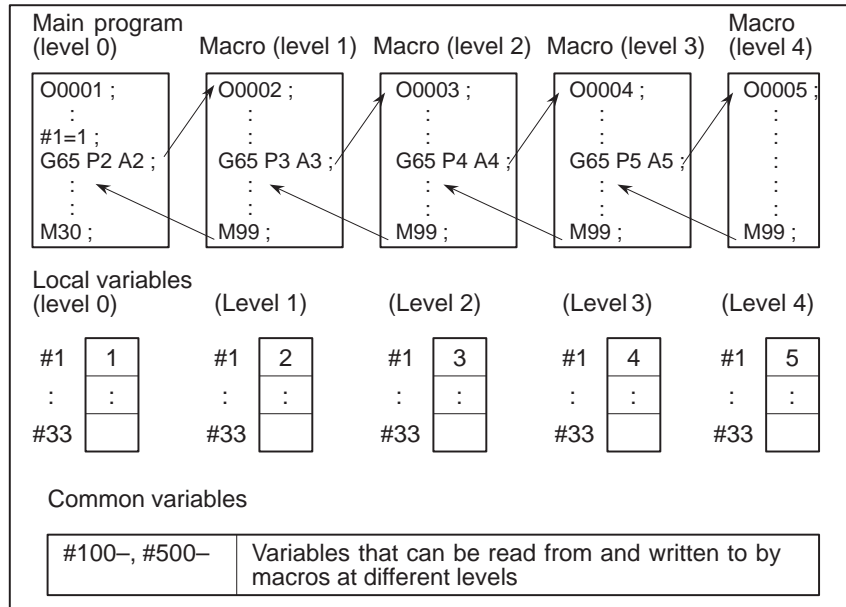 Main program
(level 0)
Macro (level 1)
Macro (level 2)
Macro (level 3)
Macro
(level 4)
O0001 ;
:
#1=1 ;
G65 P2 A2 ;
:
:
M30 ;
O0002 ;
:
:
G65 P3 A3 ;
:
:
M99 ;
O0003 ;
:
:
G65 P4 A4 ;
:
:
M99 ;
O0004 ;
:
:
G65 P5 A5 ;
:
:
M99 ;
O0005 ;
:
:
:
:
:
M99 ;
Local variables
(level 0)
(Level 1)
(Level 2)
(Level 3)
(Level 4)
#1 1
: :
#33
#1 2
: :
#33
#1 3
: :
#33
#1 4
: :
#33
#1 5
: :
#33
Common variables
#100–, #500–
Variables that can be read from and written to by
macros at different levels